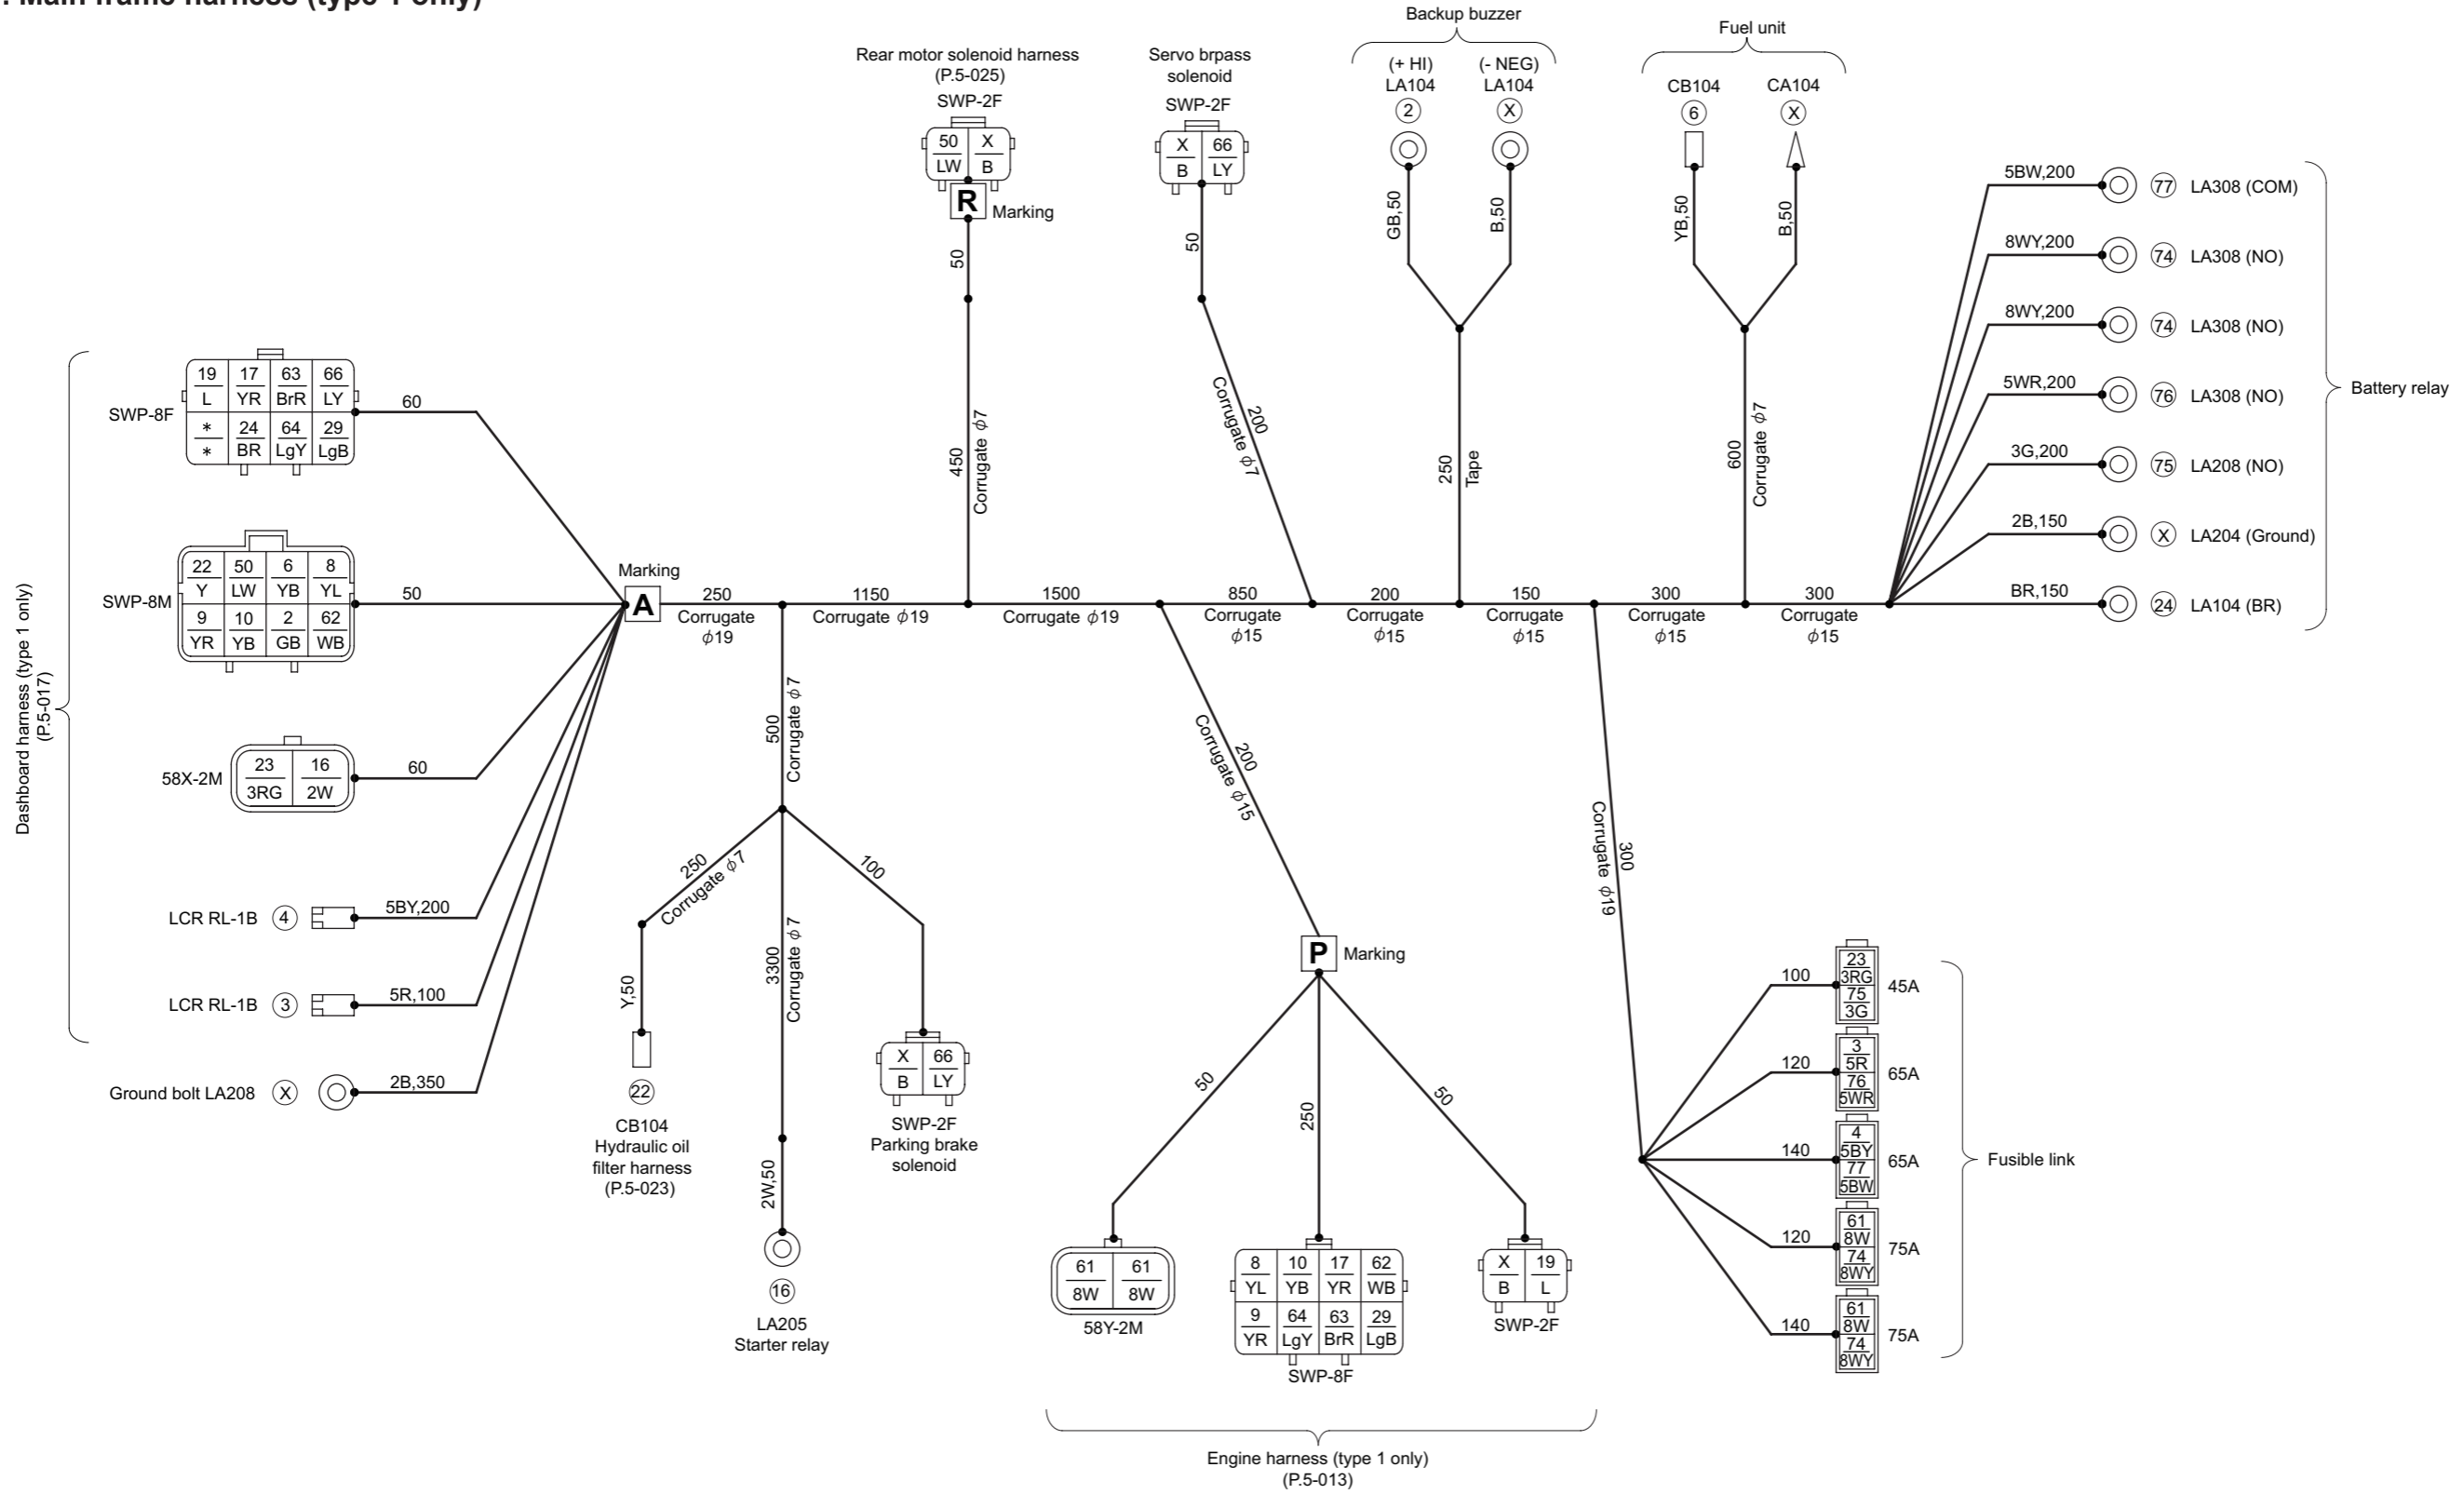 . Main frame harness (type 1 only)
Backup buzzer
Fuel unit
Rear motor solenoid harness
(P.5-025)
SWP-2F
50 X
LW B
R
Marking
50
450
Corrugate φ7
Servo brpass
solenoid
SWP-2F
X 66
B LY
50
200
Corrugate φ7
(+ HI)
LA104
2
GB,50
(- NEG)
LA104
X
B,50
250
Tape
CB104
6
YB,50
CA104
X
B,50
600
Corrugate φ7
5BW,200 77 LA308 (COM)
8WY,200 74 LA308 (NO)
8WY,200 74 LA308 (NO)
5WR,200 76 LA308 (NO)
3G,200 75 LA208 (NO)
2B,150 X LA204 (Ground)
BR,150 24 LA104 (BR)
Battery relay
Dashboard harness (type 1 only)
(P.5-017)
SWP-8F
19 17 63 66
L YR BrR LY
* 24 64 29
* BR LgY LgB
60
SWP-8M
22 50 6 8
Y LW YB YL
9 10 2 62
YR YB GB WB
50
58X-2M
23 16
3RG 2W
60
LCR RL-1B 4 5BY,200
LCR RL-1B 3 5R,100
Ground bolt LA208 X 2B,350
Marking
A
250
Corrugate
φ19
1150
Corrugate φ19
1500
Corrugate φ19
850
Corrugate
φ15
200
Corrugate
φ15
150
Corrugate
φ15
300
Corrugate
φ15
300
Corrugate
φ15
500
Corrugate φ7
250
Corrugate φ7
Y,50
22
CB104
Hydraulic oil
filter harness
(P.5-023)
3300
Corrugate φ7
2W,50
16
LA205
Starter relay
100
X 66
B LY
SWP-2F
Parking brake
solenoid
200
Corrugate φ15
P
Marking
50
250
50
61 61
8W 8W
58Y-2M
8 10 17 62
YL YB YR WB
9 64 63 29
YR LgY BrR LgB
SWP-8F
X 19
B L
SWP-2F
Engine harness (type 1 only)
(P.5-013)
300
Corrugate φ19
100
23
3RG
75
3G
45A
120
3
5R
76
5WR
65A
140
4
5BY
77
5BW
65A
120
61
8W
74
8WY
75A
140
61
8W
74
8WY
75A
Fusible link